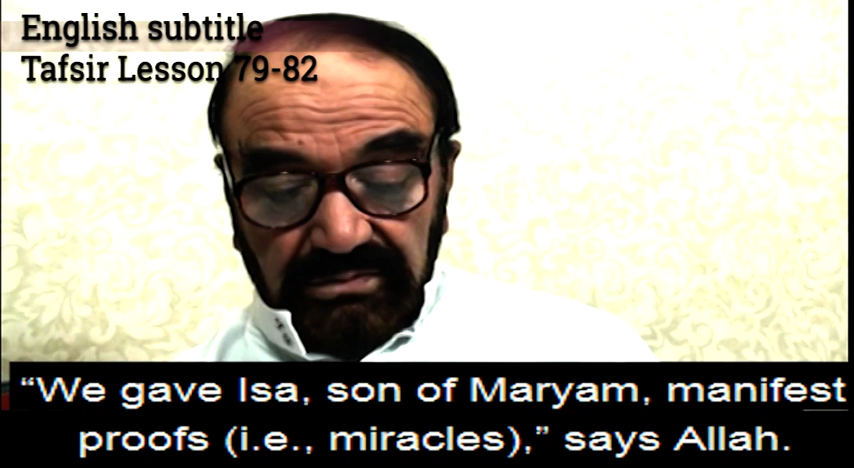 English subtitle
Tafsir Lesson 79-82
“We gave Isa, son of Maryam, manifest
proofs (i.e., miracles),” says Allah.